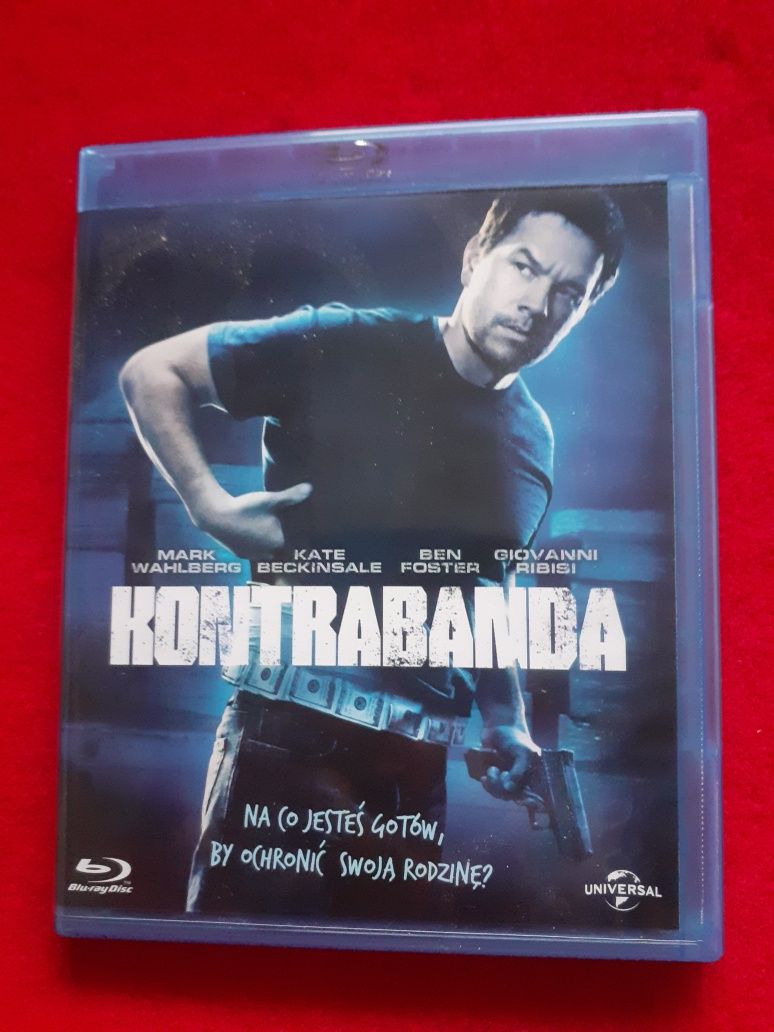 MARK WAHLBERG
KATE BECKINSALE
BEN FOSTER
GIOVANNI RIBISI
KONTRABANDA
NA CO JESTEŚ GOTÓW,
BY OCHRONIĆ SWOJĄ RODZINĘ?
Blu-ray Disc
UNIVERSAL